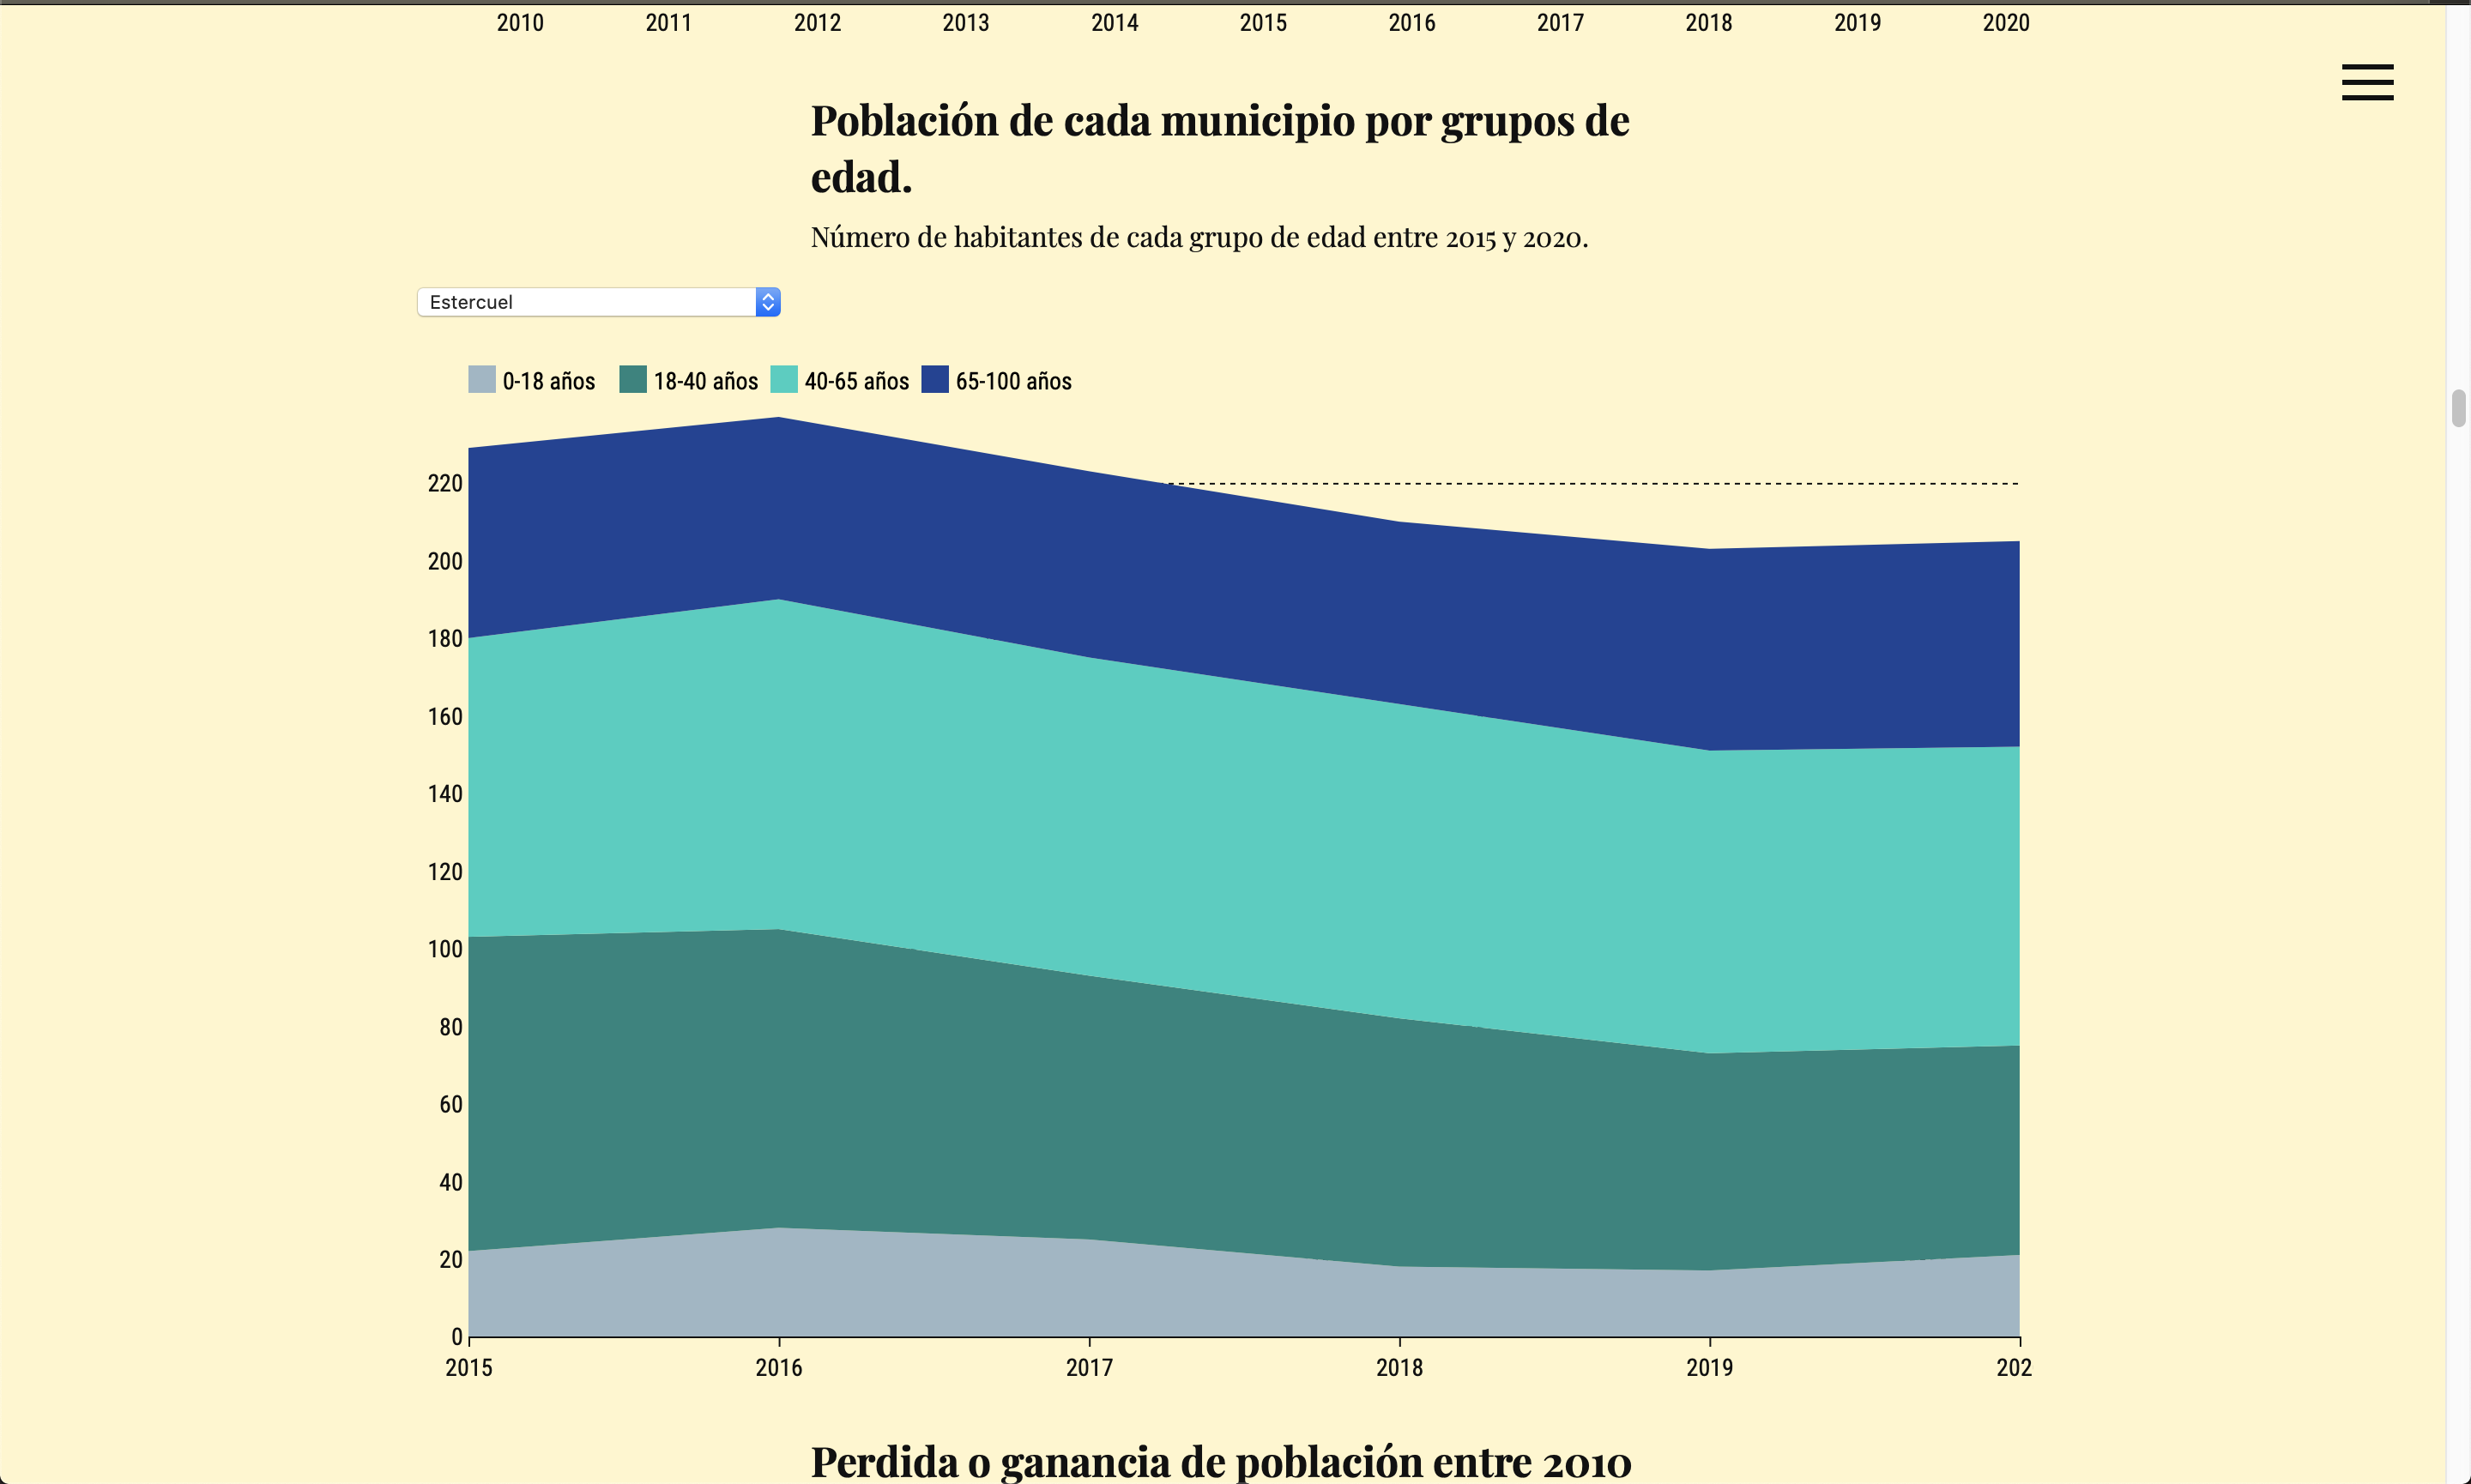 2010 2011 2012 2013 2014 2015 2016 2017 2018 2019 2020
Población de cada municipio por grupos de
edad.
Número de habitantes de cada grupo de edad entre 2015 y 2020.
Estercuel
0-18 años 18-40 años 40-65 años 65-100 años
220
200
180
160
140
120
100
80
60
40
20
0
2015 2016 2017 2018 2019 202
Perdida o ganancia de población entre 2010